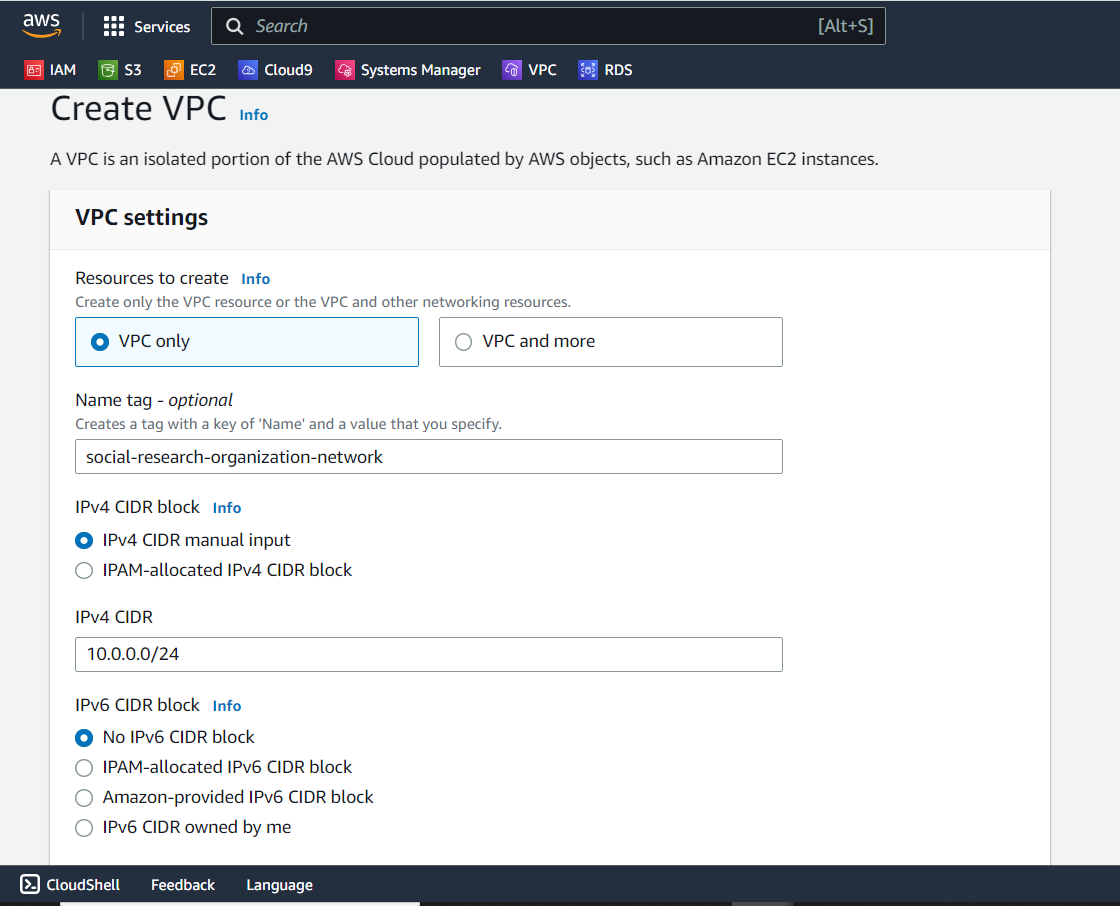 aws
Services
Search
[Alt+S]
IAM
S3
EC2
Cloud9
Systems Manager
VPC
RDS
Create VPC Info
A VPC is an isolated portion of the AWS Cloud populated by AWS objects, such as Amazon EC2 instances.
VPC settings
Resources to create Info
Create only the VPC resource or the VPC and other networking resources.
VPC only
VPC and more
Name tag - optional
Creates a tag with a key of 'Name' and a value that you specify.
social-research-organization-network
IPv4 CIDR block Info
IPv4 CIDR manual input
IPAM-allocated IPv4 CIDR block
IPv4 CIDR
10.0.0.0/24
IPv6 CIDR block Info
No IPv6 CIDR block
IPAM-allocated IPv6 CIDR block
Amazon-provided IPv6 CIDR block
IPv6 CIDR owned by me
CloudShell
Feedback
Language